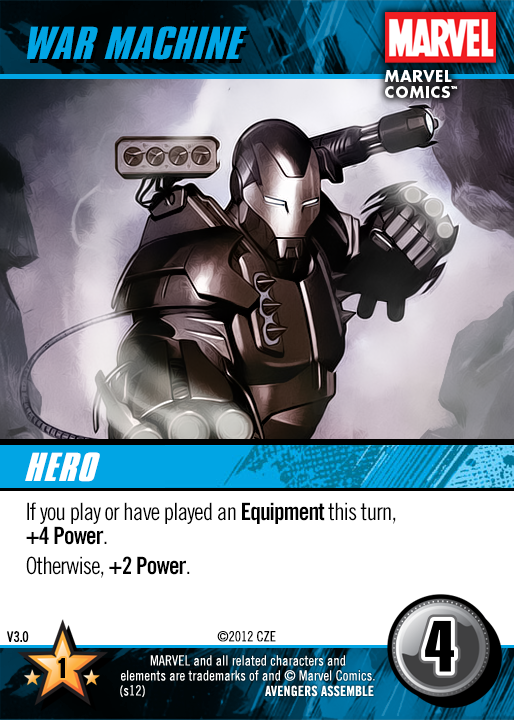 WAR MACHINE
MARVEL
MARVEL
COMICS™
HERO
If you play or have played an Equipment this turn,
+4 Power.
Otherwise, +2 Power.
V3.0
©2012 CZE
1
4
MARVEL and all related characters and
elements are trademarks of and © Marvel Comics.
(s12)
AVENGERS ASSEMBLE